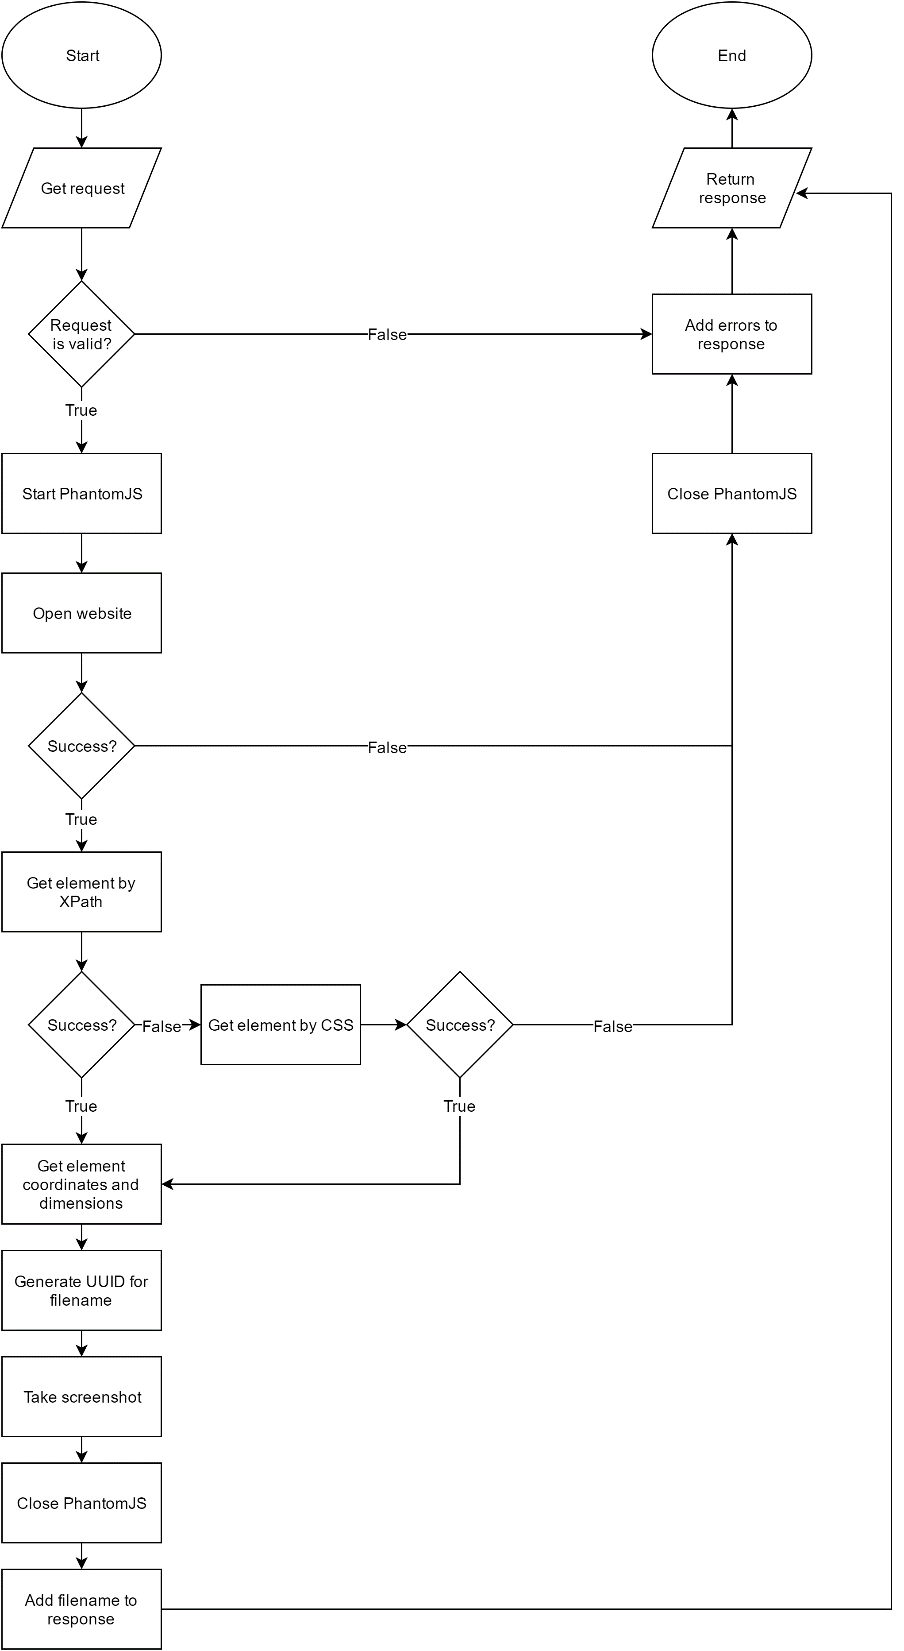 Start
End
Get request
Return
response
Request
is valid?
False
Add errors to
response
True
Start PhantomJS
Close PhantomJS
Open website
Success?
False
True
Get element by
XPath
Success?
False
Get element by CSS
Success?
False
True
True
Get element
coordinates and
dimensions
Generate UUID for
filename
Take screenshot
Close PhantomJS
Add filename to
response